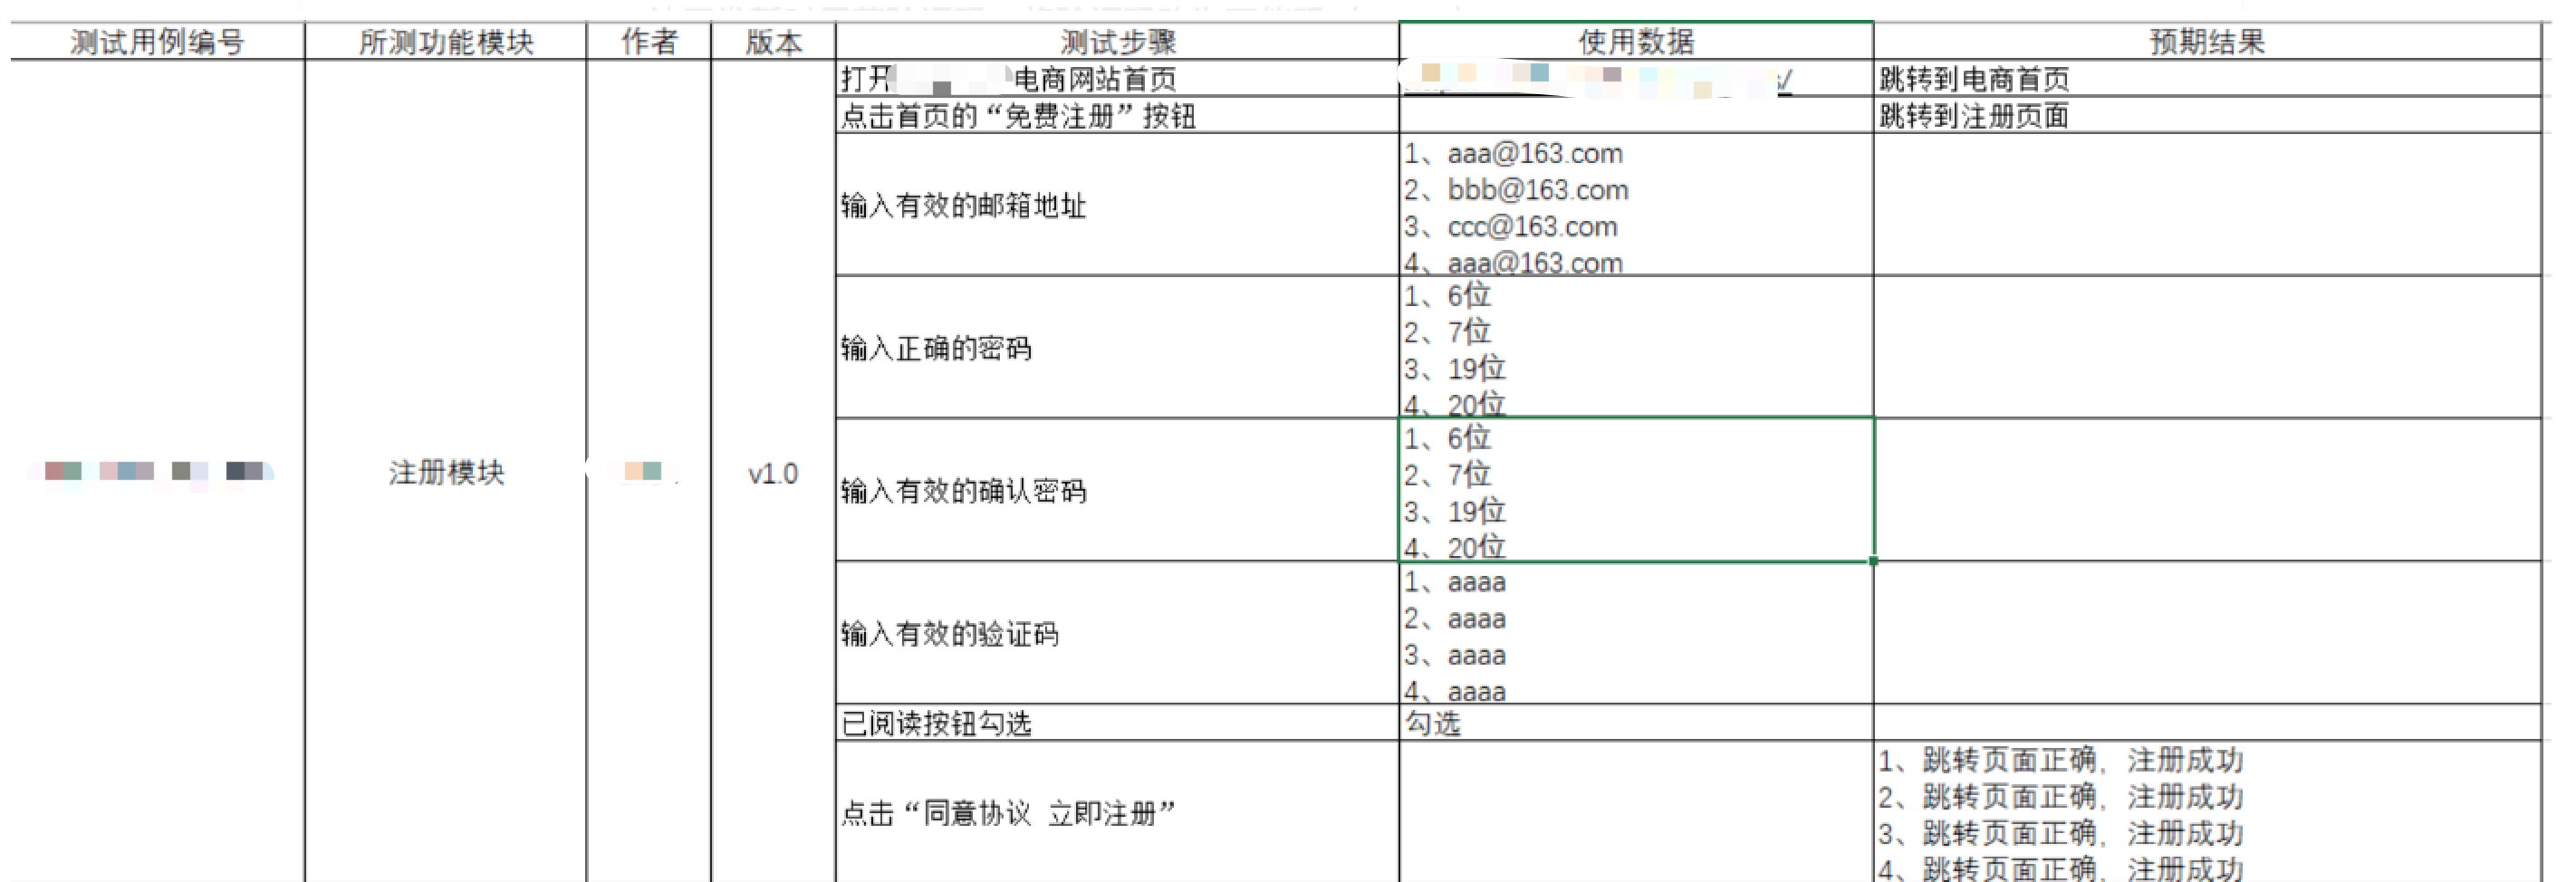 测试用例编号 所测功能模块 作者 版本 测试步骤 使用数据 预期结果
打开 电商网站首页 / 跳转到电商首页
点击首页的“免费注册”按钮 跳转到注册页面
输入有效的邮箱地址
1、aaa@163.com
2、bbb@163.com
3、ccc@163.com
4、aaa@163.com
输入正确的密码
1、6位
2、7位
3、19位
4、20位
注册模块 v1.0
输入有效的确认密码
1、6位
2、7位
3、19位
4、20位
输入有效的验证码
1、aaaa
2、aaaa
3、aaaa
4、aaaa
已阅读按钮勾选 勾选
点击“同意协议 立即注册”
1、跳转页面正确，注册成功
2、跳转页面正确，注册成功
3、跳转页面正确，注册成功
4、跳转页面正确，注册成功